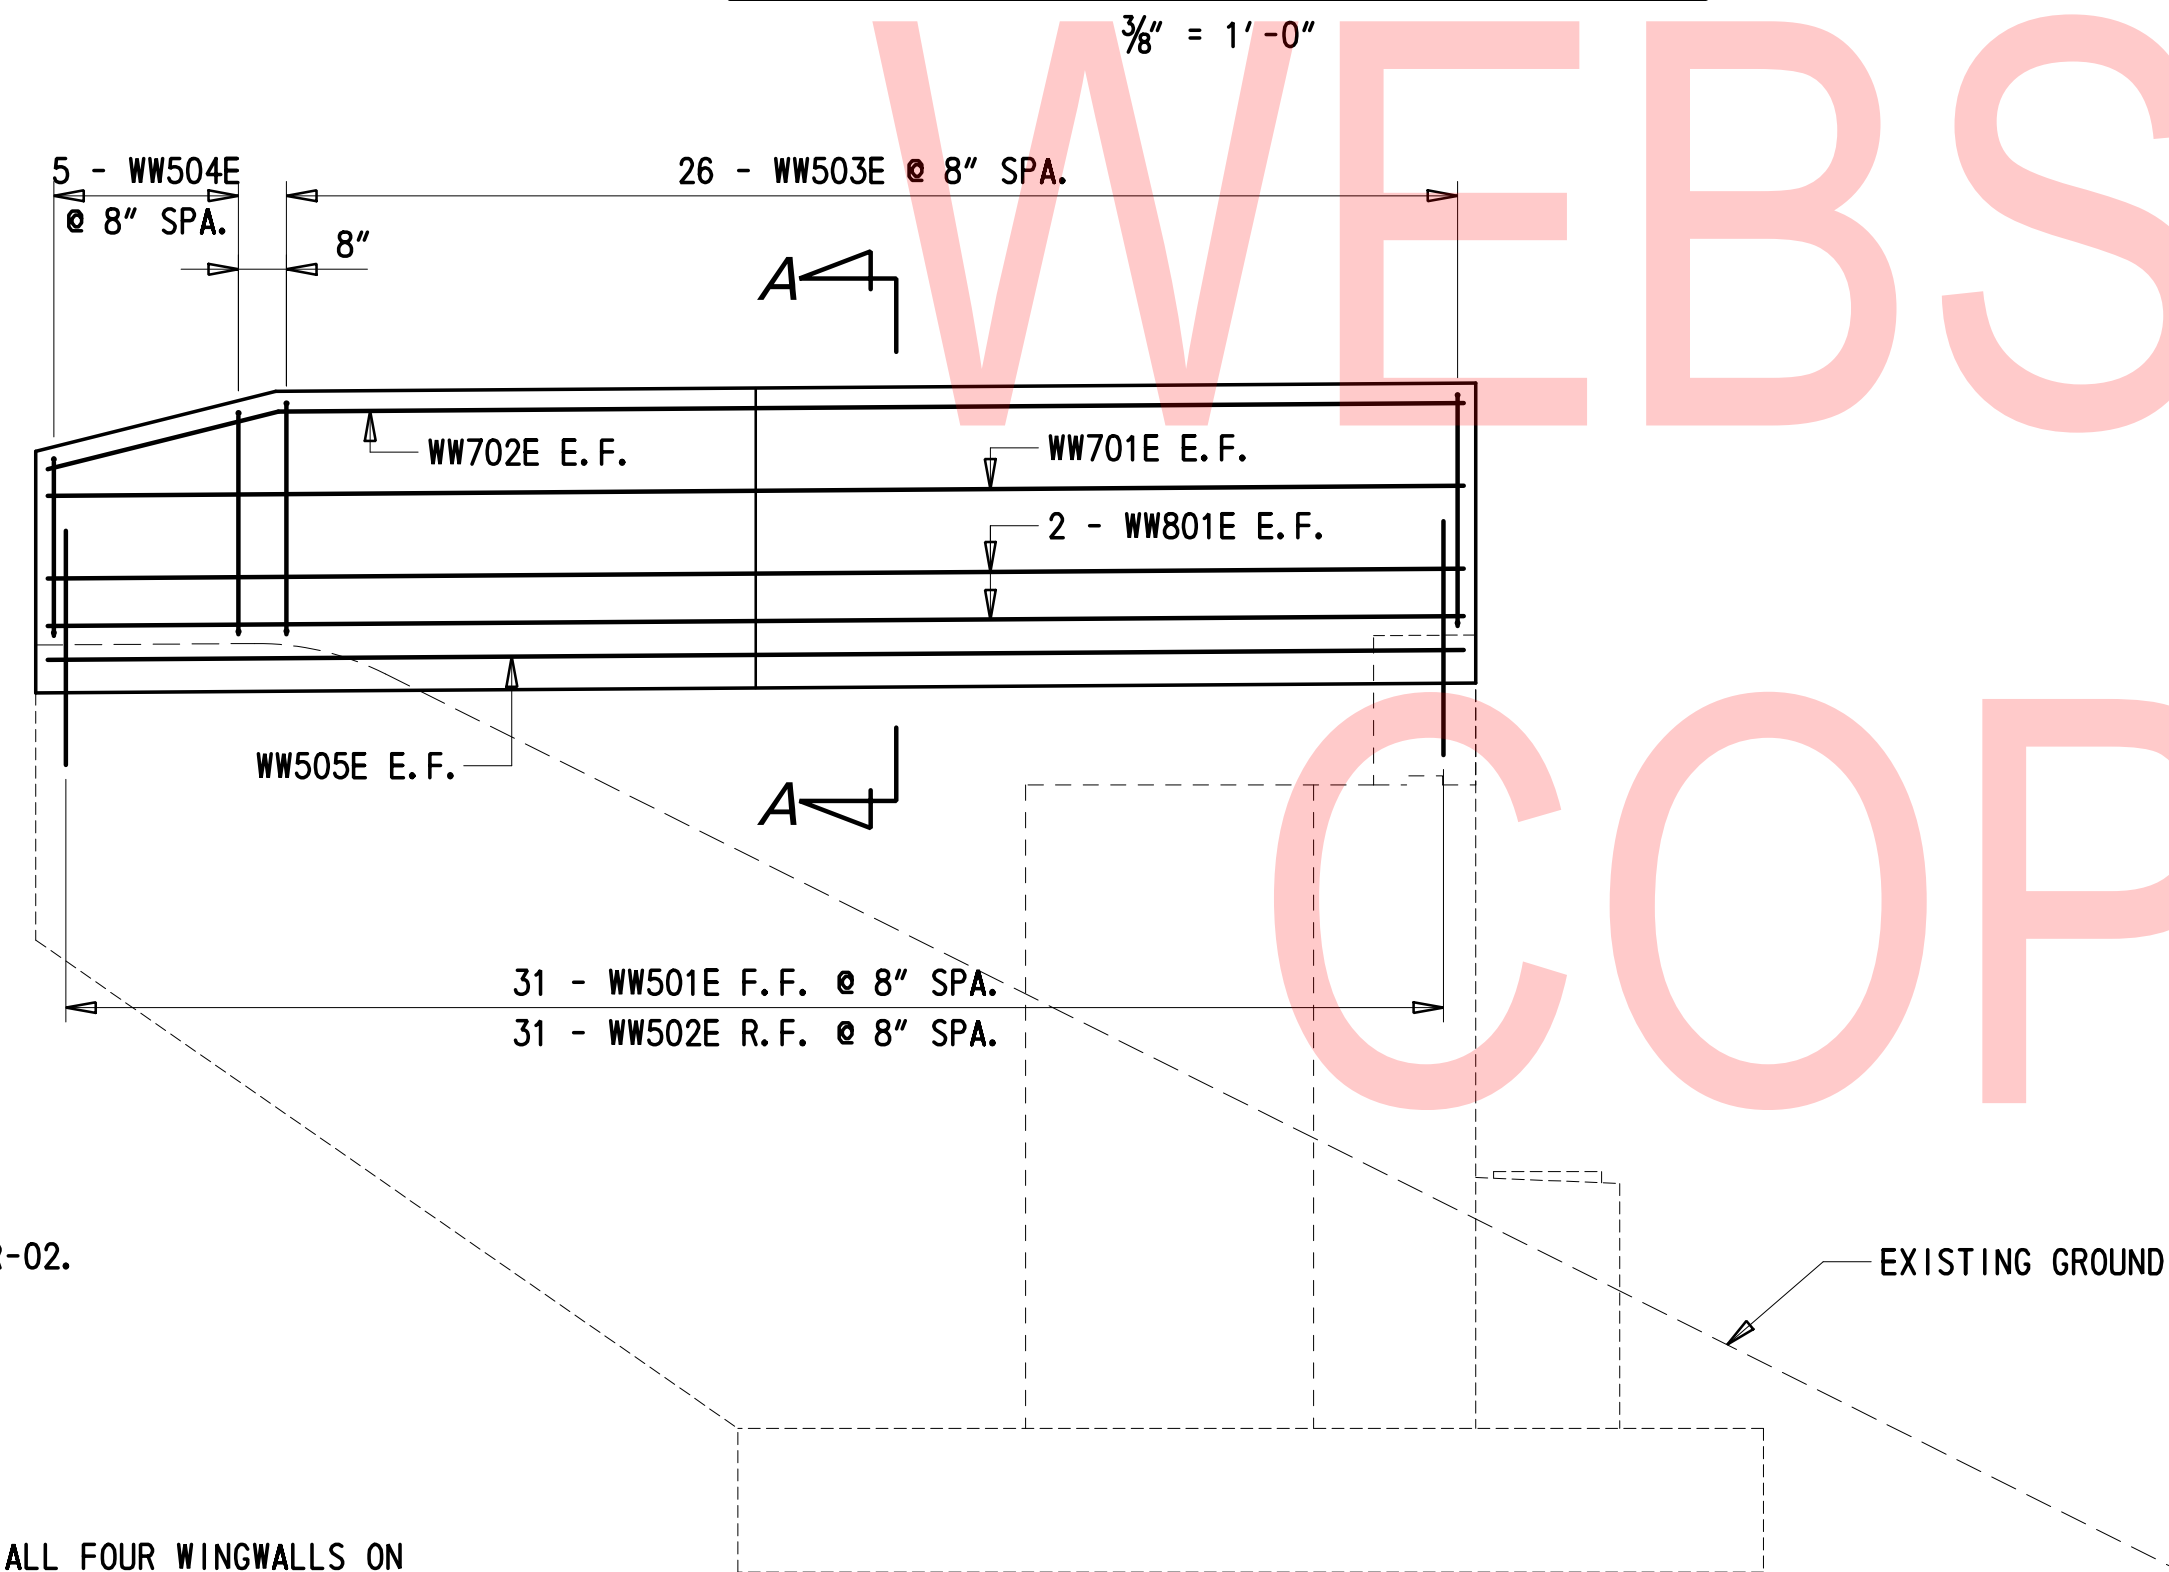 3/8" = 1'-0"
WEBS
5 - WW504E
@ 8" SPA.
26 - WW503E @ 8" SPA.
8"
A
WW702E E.F.
WW701E E.F.
2 - WW801E E.F.
WW505E E.F.
A
COP
31 - WW501E F.F. @ 8" SPA.
31 - WW502E R.F. @ 8" SPA.
-02.
EXISTING GROUND
ALL FOUR WINGWALLS ON